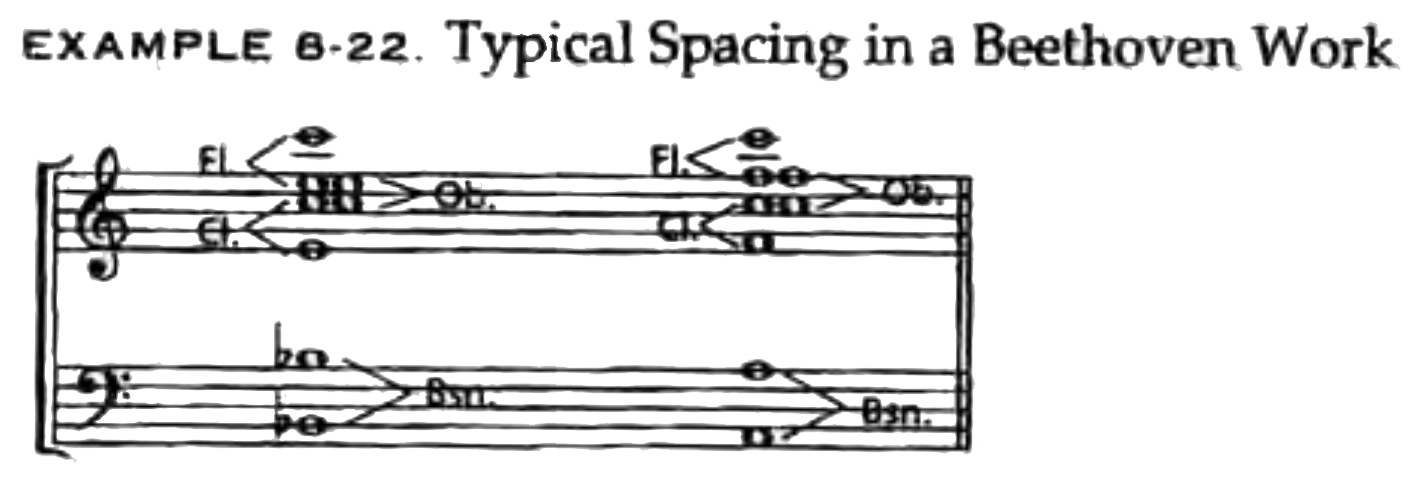 EXAMPLE 8-22. Typical Spacing in a Beethoven Work
Fl. Fl.
Ob. Ob.
Cl. Cl.
Bsn. Bsn.